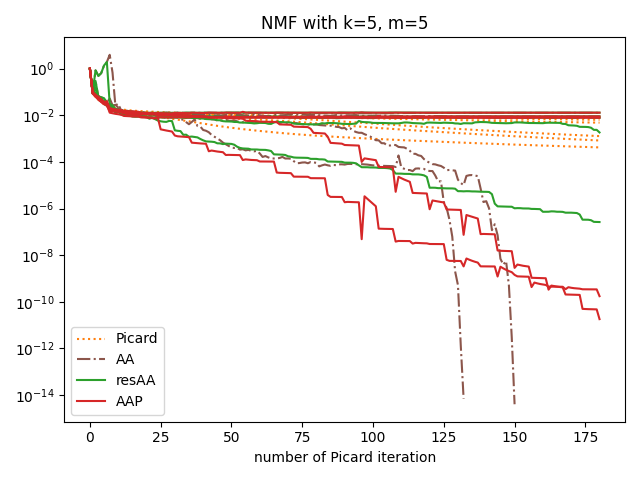 NMF with k=5, m=5
10^0
10^-2
10^-4
10^-6
10^-8
10^-10
10^-12
10^-14
Picard
AA
resAA
AAP
0 25 50 75 100 125 150 175
number of Picard iteration